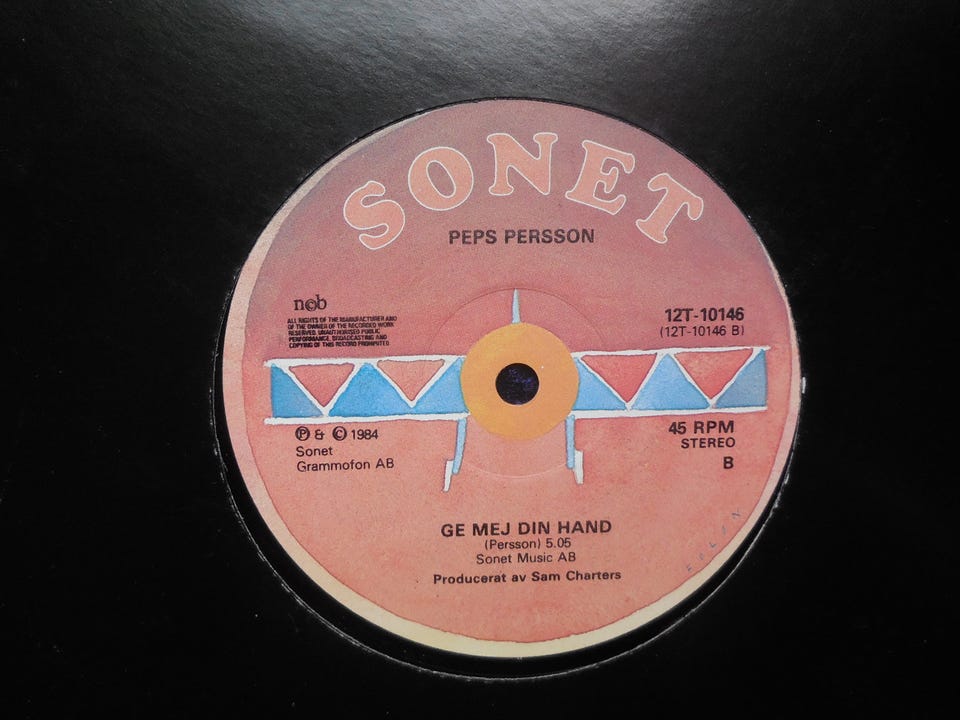 SONET
PEPS PERSSON
n©b
ALL RIGHTS OF THE MANUFACTURER AND
OF THE OWNER OF THE RECORDED WORK
RESERVED. UNAUTHORISED PUBLIC
PERFORMANCE, BROADCASTING AND
COPYING OF THIS RECORD PROHIBITED
12T-10146
(12T-10146 B)
℗ & © 1984
Sonet
Grammofon AB
45 RPM
STEREO
B
GE MEJ DIN HAND
(Persson) 5.05
Sonet Music AB
Producerat av Sam Charters